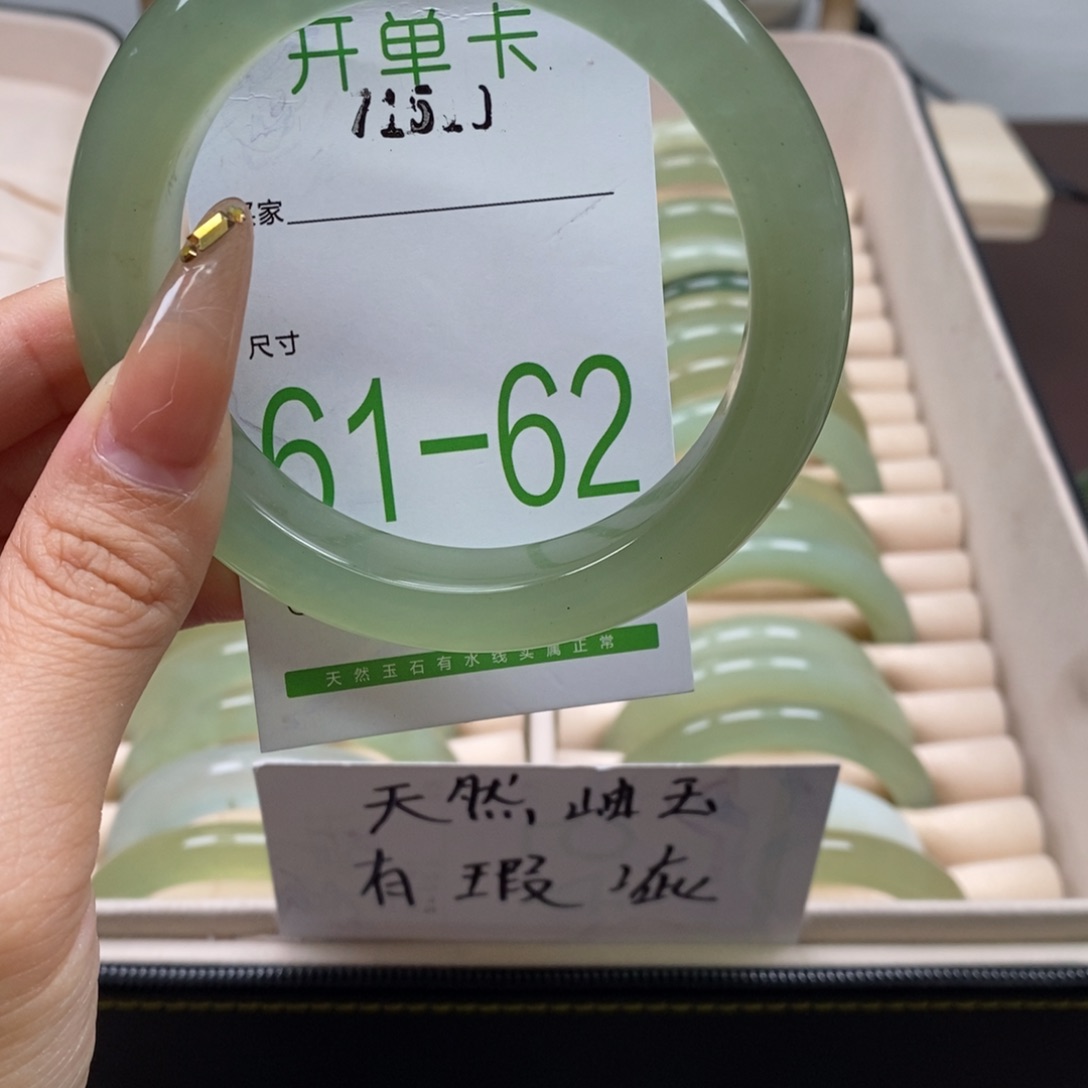 开单卡
买家
尺寸
61-62
天然玉石有水线实属正常
天然岫玉
有瑕疵